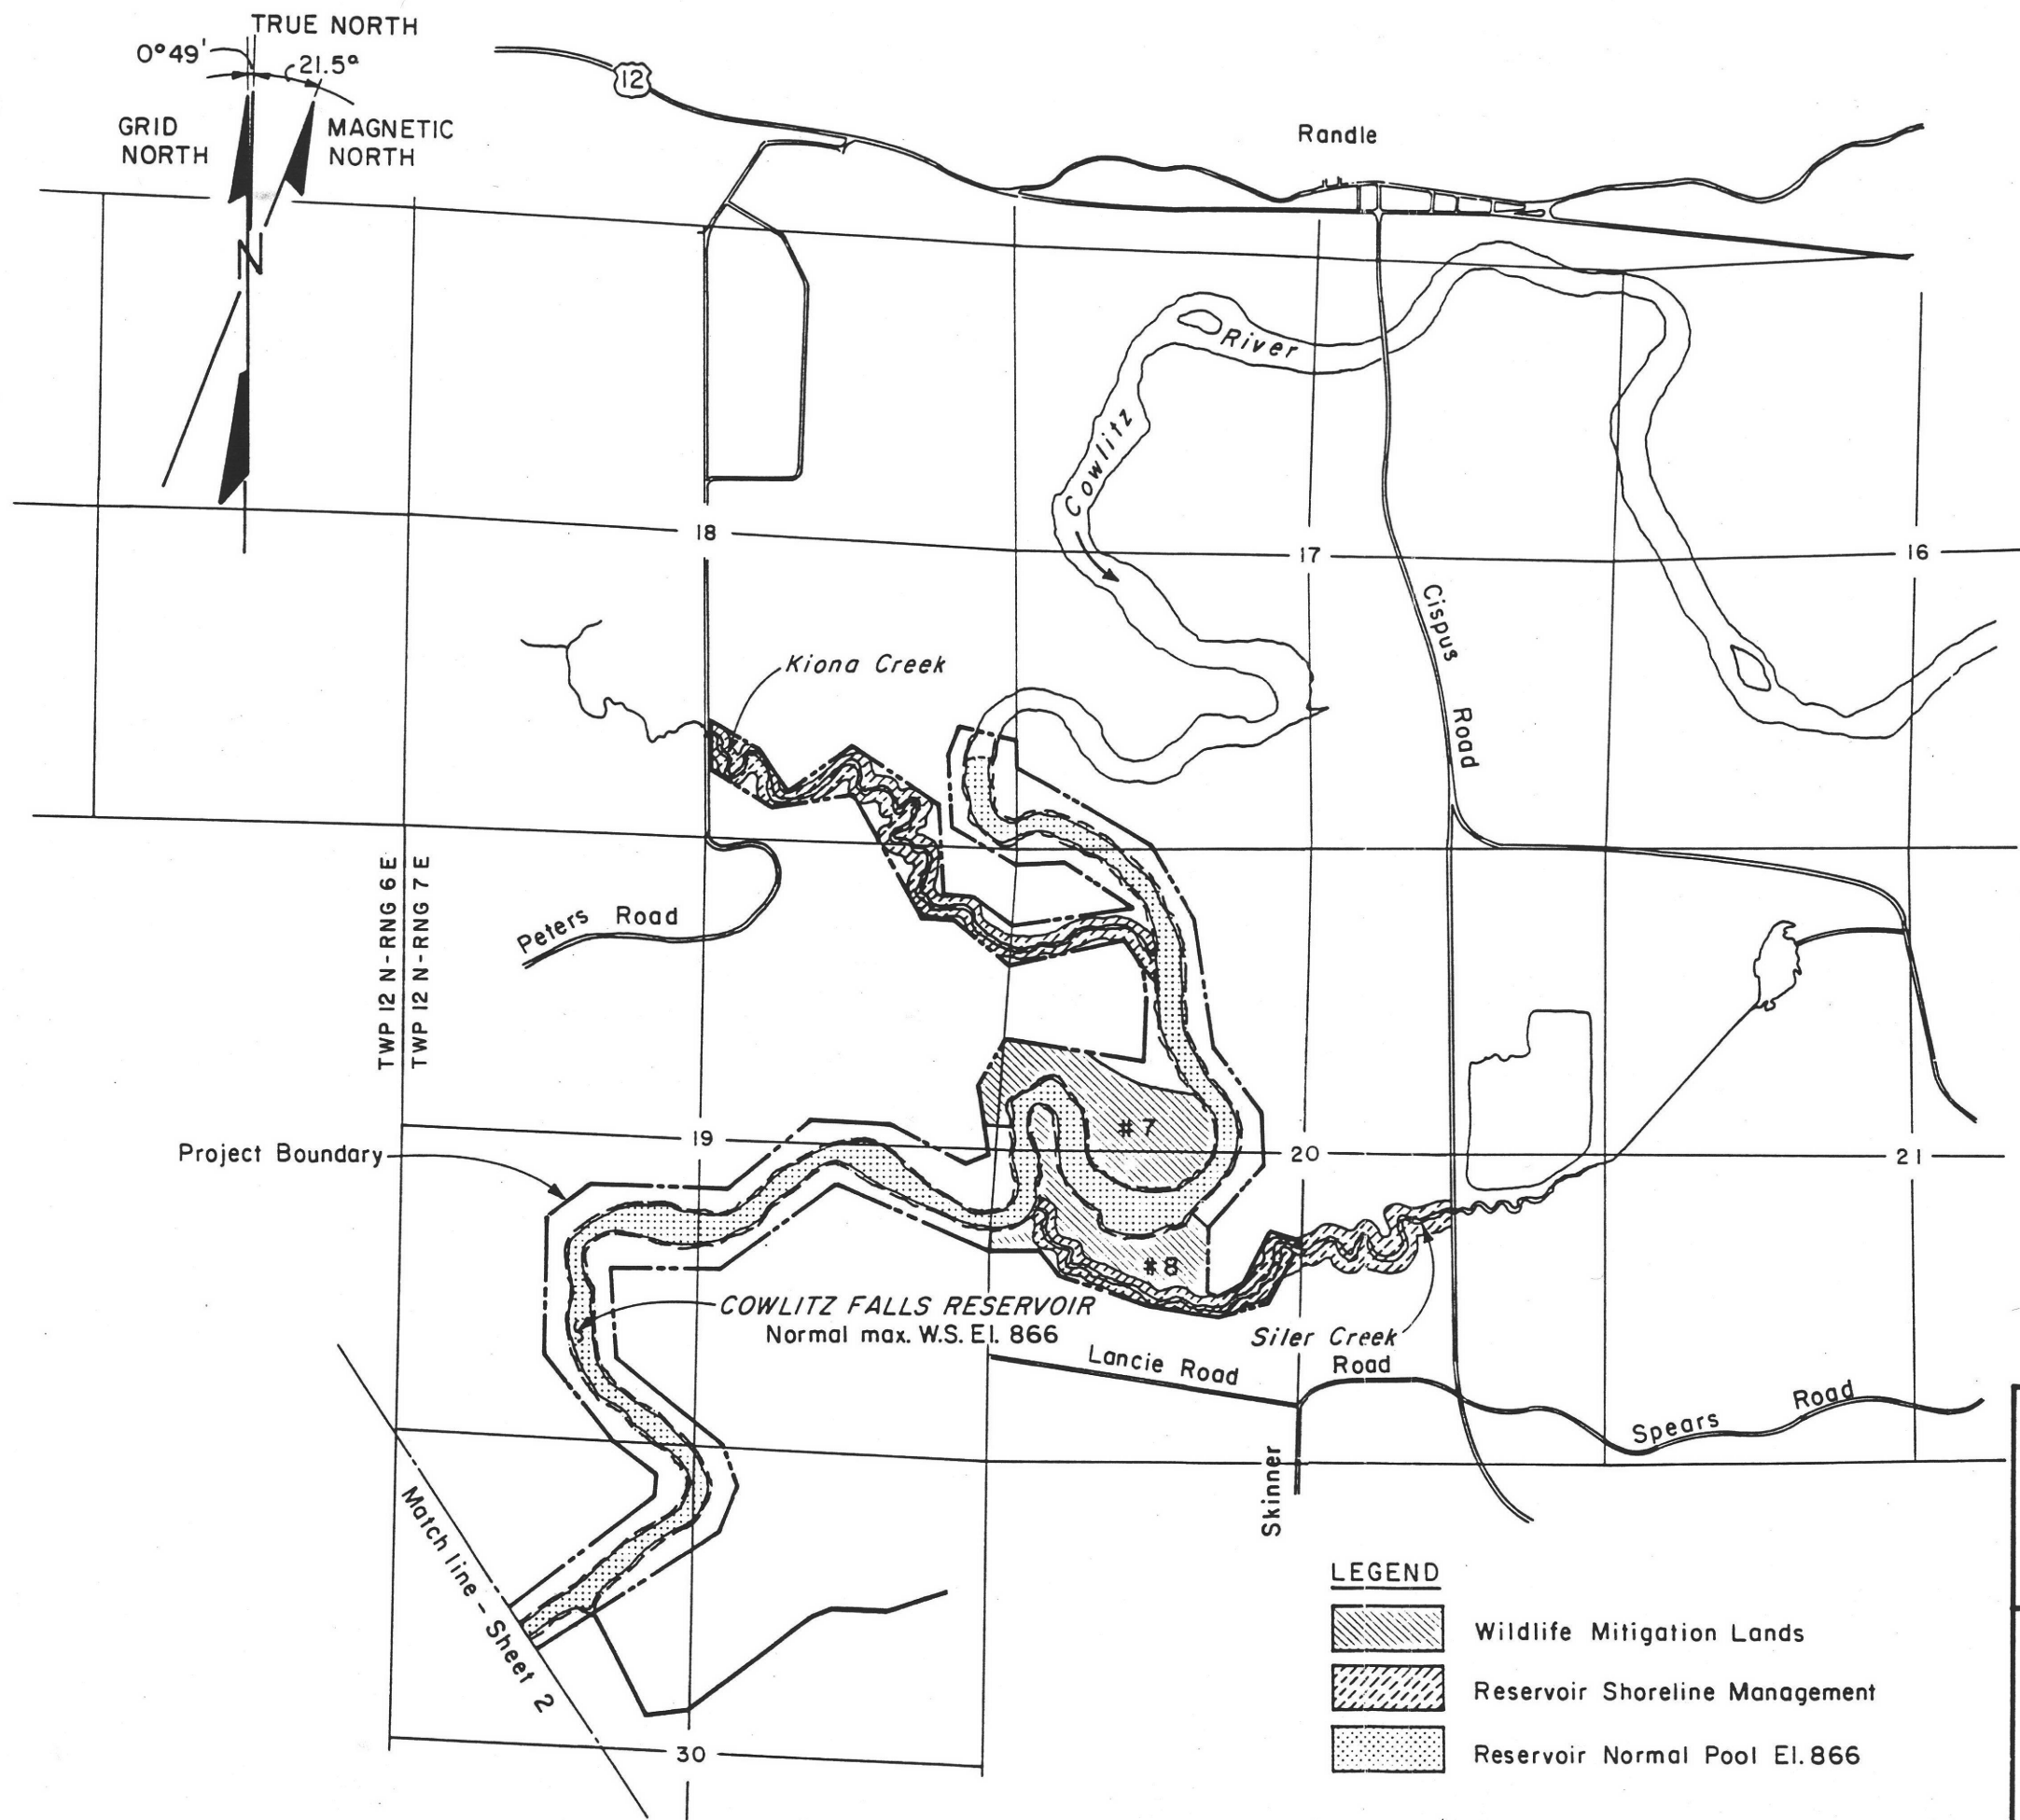 TRUE NORTH
0°49'
21.5°
GRID
NORTH
MAGNETIC
NORTH
N
12
Randle
River
Cowlitz
18
17
16
Cispus
Road
Kiona Creek
TWP 12 N-RNG 6 E
TWP 12 N-RNG 7 E
Peters Road
#7
Project Boundary
19
20
21
#8
COWLITZ FALLS RESERVOIR
Normal max. W.S. El. 866
Siler Creek
Lancie Road
Road
Spears Road
Skinner
Match line - Sheet 2
30
LEGEND
Wildlife Mitigation Lands
Reservoir Shoreline Management
Reservoir Normal Pool El. 866